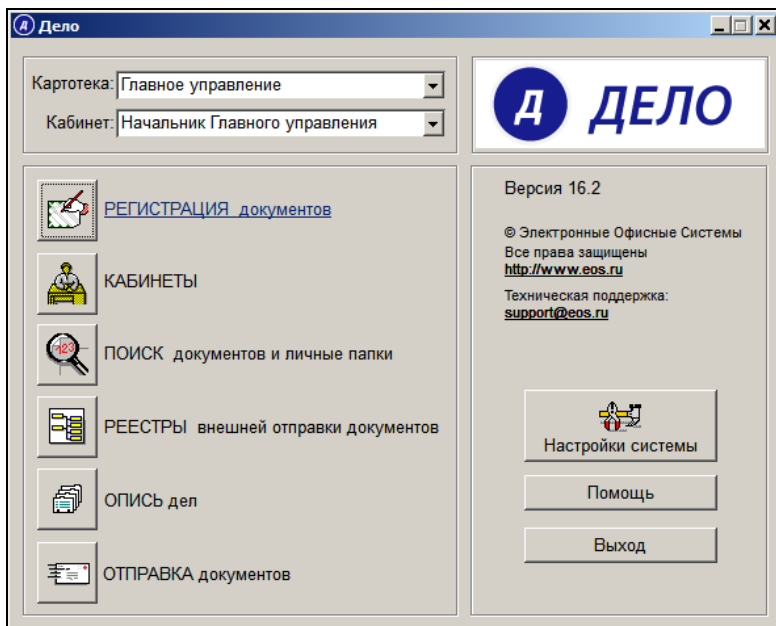 Дело
Картотека: Главное управление
Кабинет: Начальник Главного управления
Д ДЕЛО
РЕГИСТРАЦИЯ документов
КАБИНЕТЫ
123
ПОИСК документов и личные папки
РЕЕСТРЫ внешней отправки документов
ОПИСЬ дел
ОТПРАВКА документов
Версия 16.2
© Электронные Офисные Системы
Все права защищены
http://www.eos.ru
Техническая поддержка:
support@eos.ru
Настройки системы
Помощь
Выход